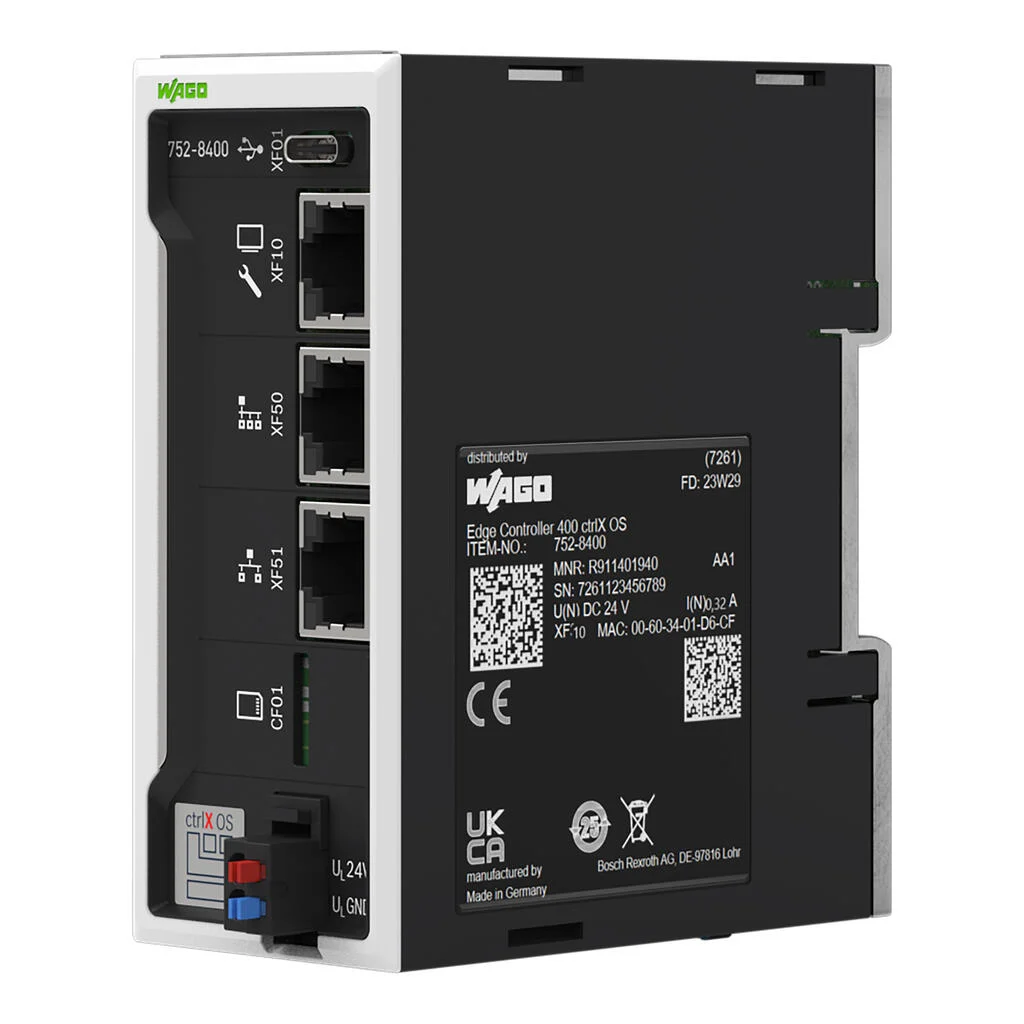 WAGO
752-8400
XF01
XF10
XF50
XF51
CF01
ctrlX OS
UL 24V
UL GND
distributed by
(7261)
WAGO
FD: 23W29
Edge Controller 400 ctrlX OS
ITEM-NO.: 752-8400
MNR: R911401940 AA1
SN: 7261123456789
U(N) DC 24 V I(N)0,32 A
XF:10 MAC: 00-60-34-01-D6-CF
CE
UK
CA
25
manufactured by
Bosch Rexroth AG, DE-97816 Lohr
Made in Germany